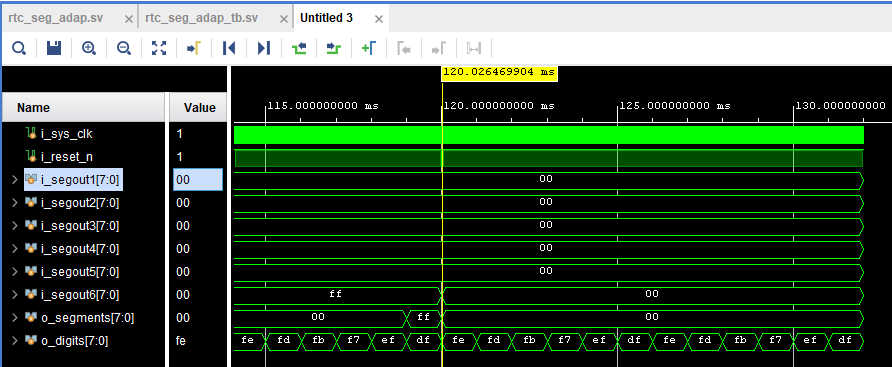 rtc_seg_adap.sv × rtc_seg_adap_tb.sv × Untitled 3 ×
120.026469904 ms
115.000000000 ms 120.000000000 ms 125.000000000 ms 130.000000000 ms
Name Value
i_sys_clk 1
i_reset_n 1
i_segout1[7:0] 00 00
i_segout2[7:0] 00 00
i_segout3[7:0] 00 00
i_segout4[7:0] 00 00
i_segout5[7:0] 00 00
i_segout6[7:0] 00 ff 00
o_segments[7:0] 00 00 ff 00
o_digits[7:0] fe fe fd fb f7 ef df fe fd fb f7 ef df fe fd fb f7 ef df